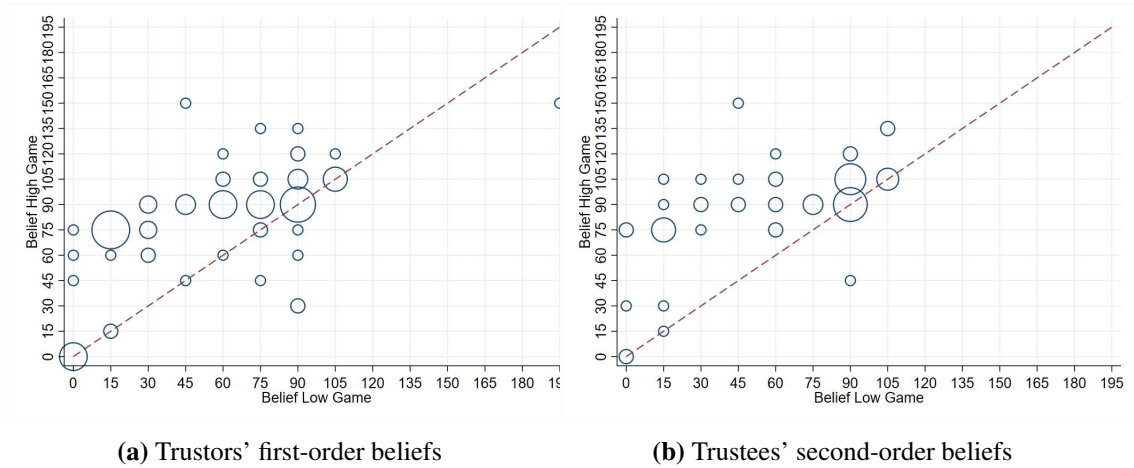 Belief High Game
0 15 30 45 60 75 90 105 120 135 150 165 180 195
0 15 30 45 60 75 90 105 120 135 150 165 180 19
Belief Low Game
(a) Trustors’ first-order beliefs
Belief High Game
0 15 30 45 60 75 90 105 120 135 150 165 180 195
0 15 30 45 60 75 90 105 120 135 150 165 180 195
Belief Low Game
(b) Trustees’ second-order beliefs